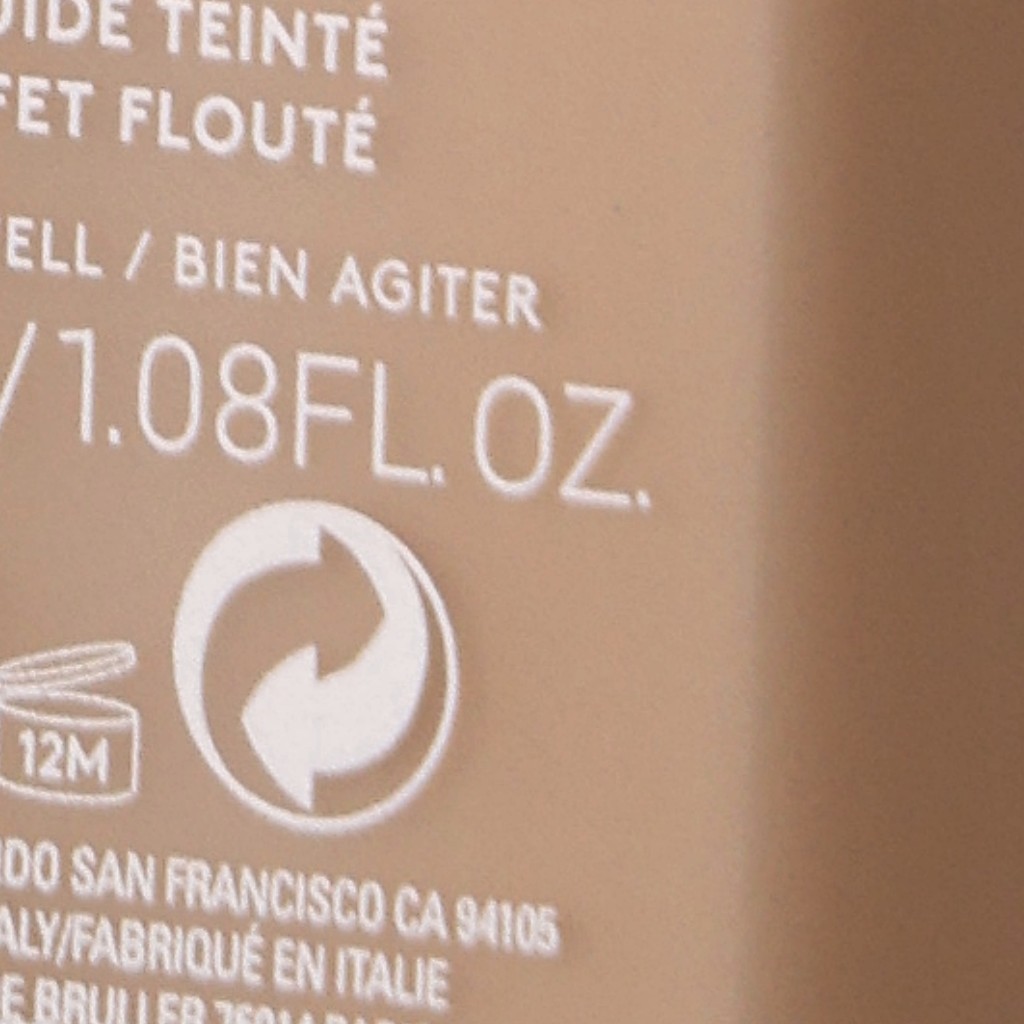 UIDE TEINTÉ
FET FLOUTÉ
ELL / BIEN AGITER
/1.08FL. OZ.
12M
DO SAN FRANCISCO CA 94105
ALY/FABRIQUÉ EN ITALIE
E BRULLER